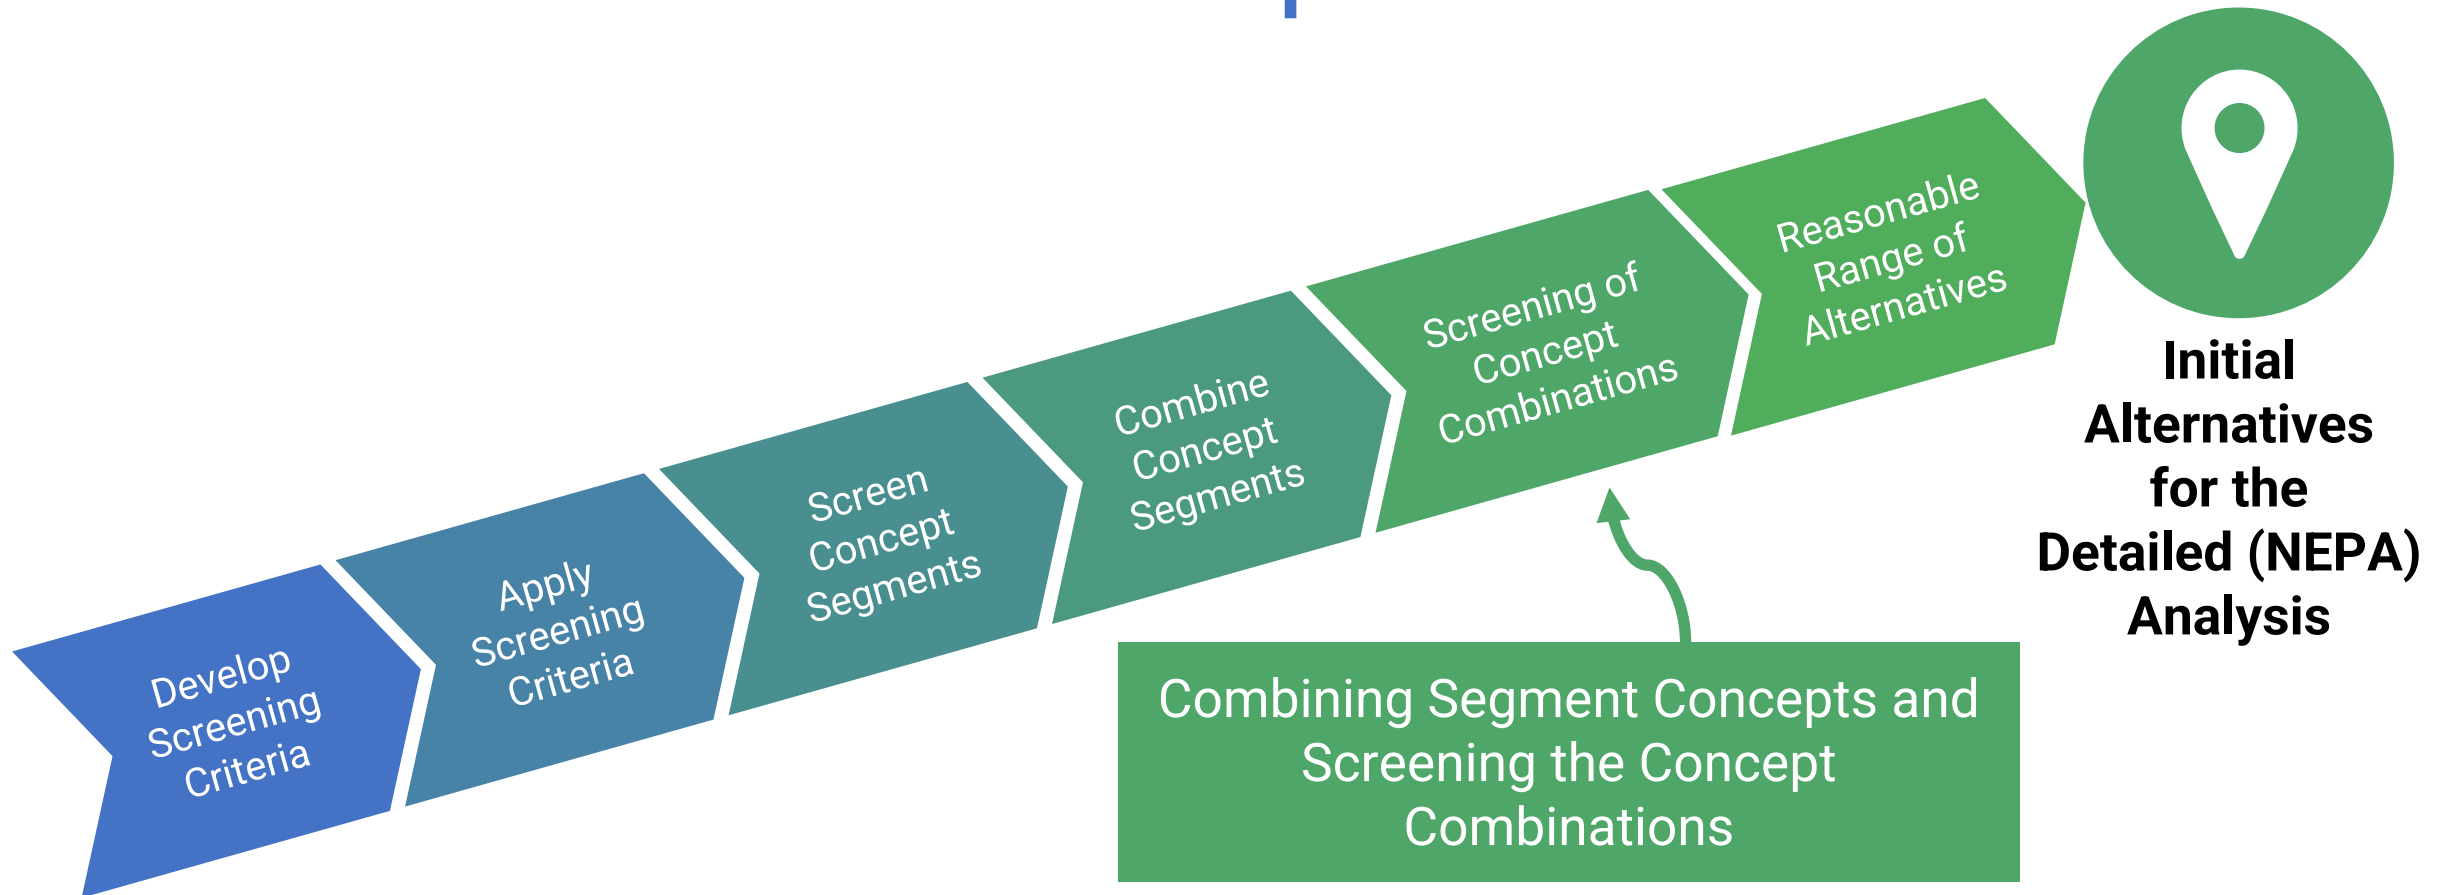 Develop
Screening
Criteria
Apply
Screening
Criteria
Screen
Concept
Segments
Combine
Concept
Segments
Screening of
Concept
Combinations
Reasonable
Range of
Alternatives
Initial
Alternatives
for the
Detailed (NEPA)
Analysis
Combining Segment Concepts and
Screening the Concept
Combinations